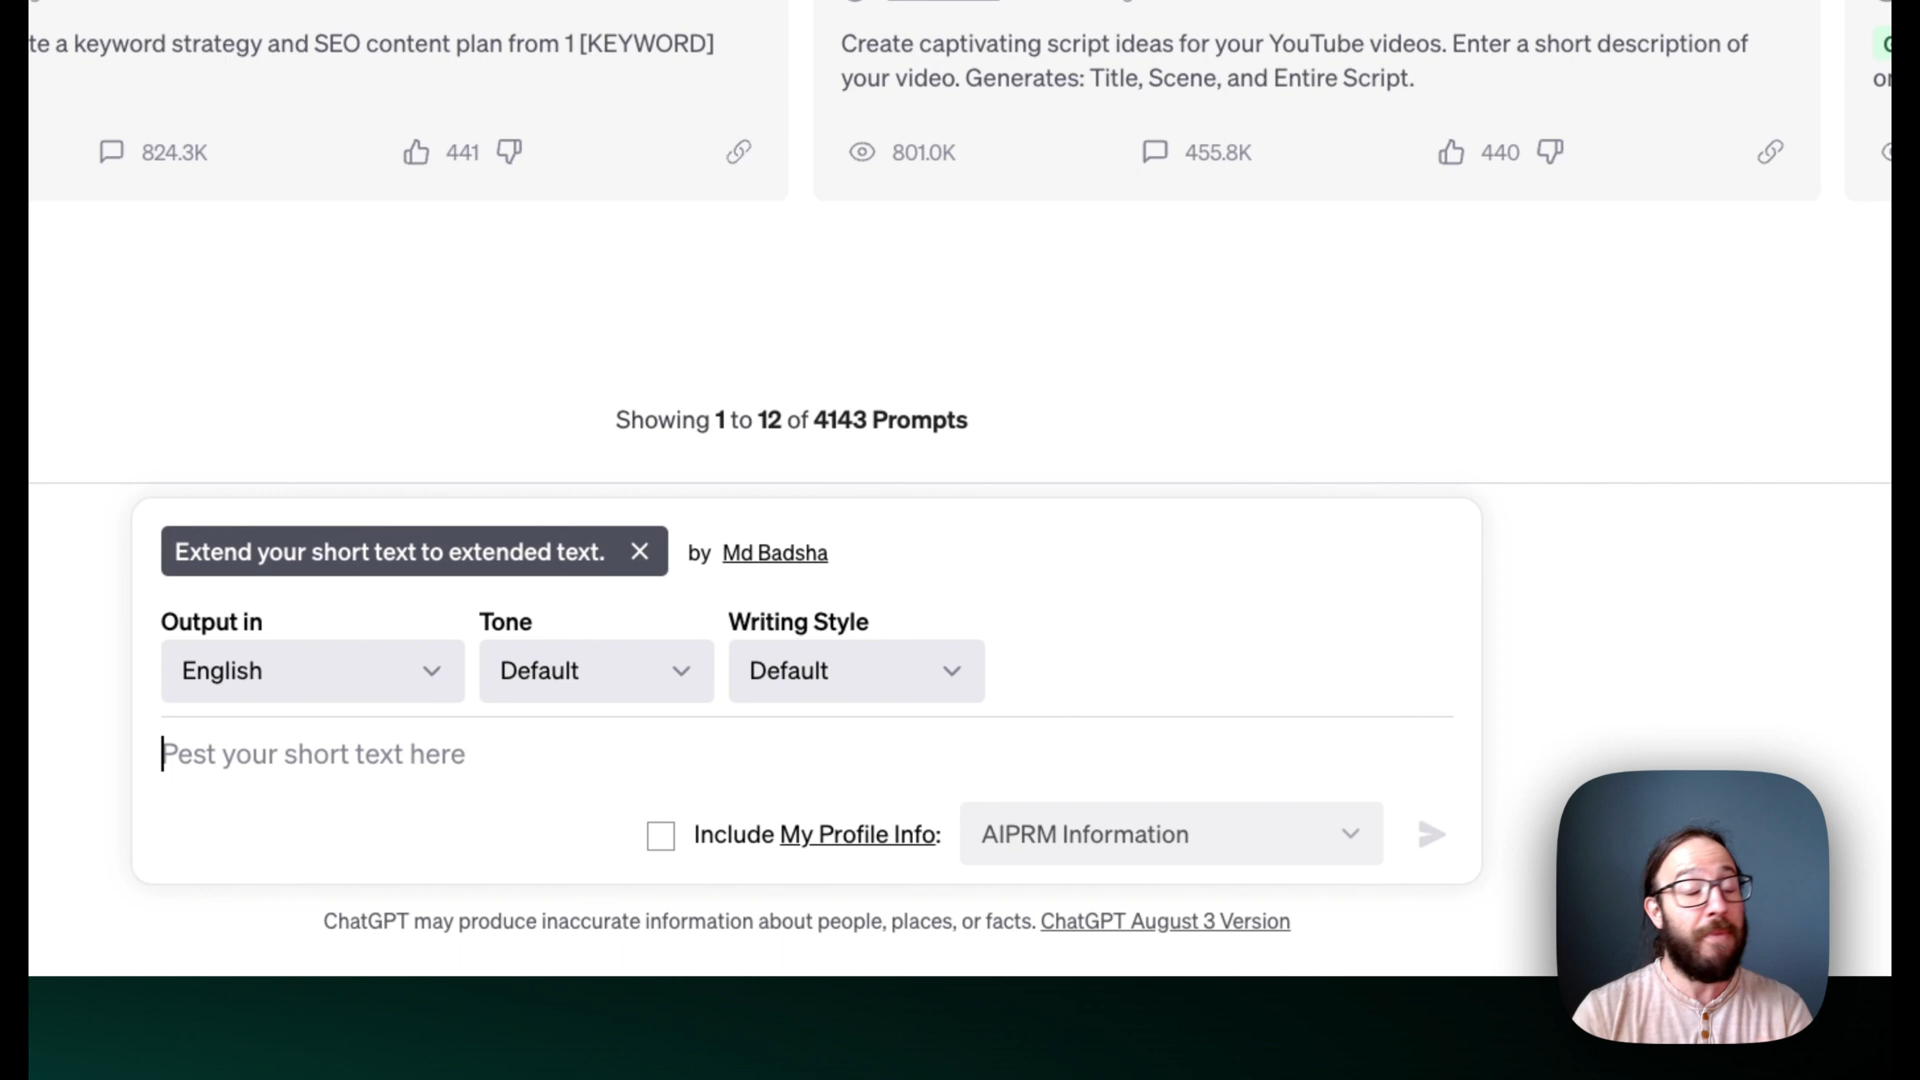 te a keyword strategy and SEO content plan from 1 [KEYWORD]
824.3K
441
Create captivating script ideas for your YouTube videos. Enter a short description of
your video. Generates: Title, Scene, and Entire Script.
801.0K
455.8K
440
Showing 1 to 12 of 4143 Prompts
Extend your short text to extended text. by Md Badsha
Output in
English
Tone
Default
Writing Style
Default
Pest your short text here
Include My Profile Info:
AIPRM Information
ChatGPT may produce inaccurate information about people, places, or facts. ChatGPT August 3 Version